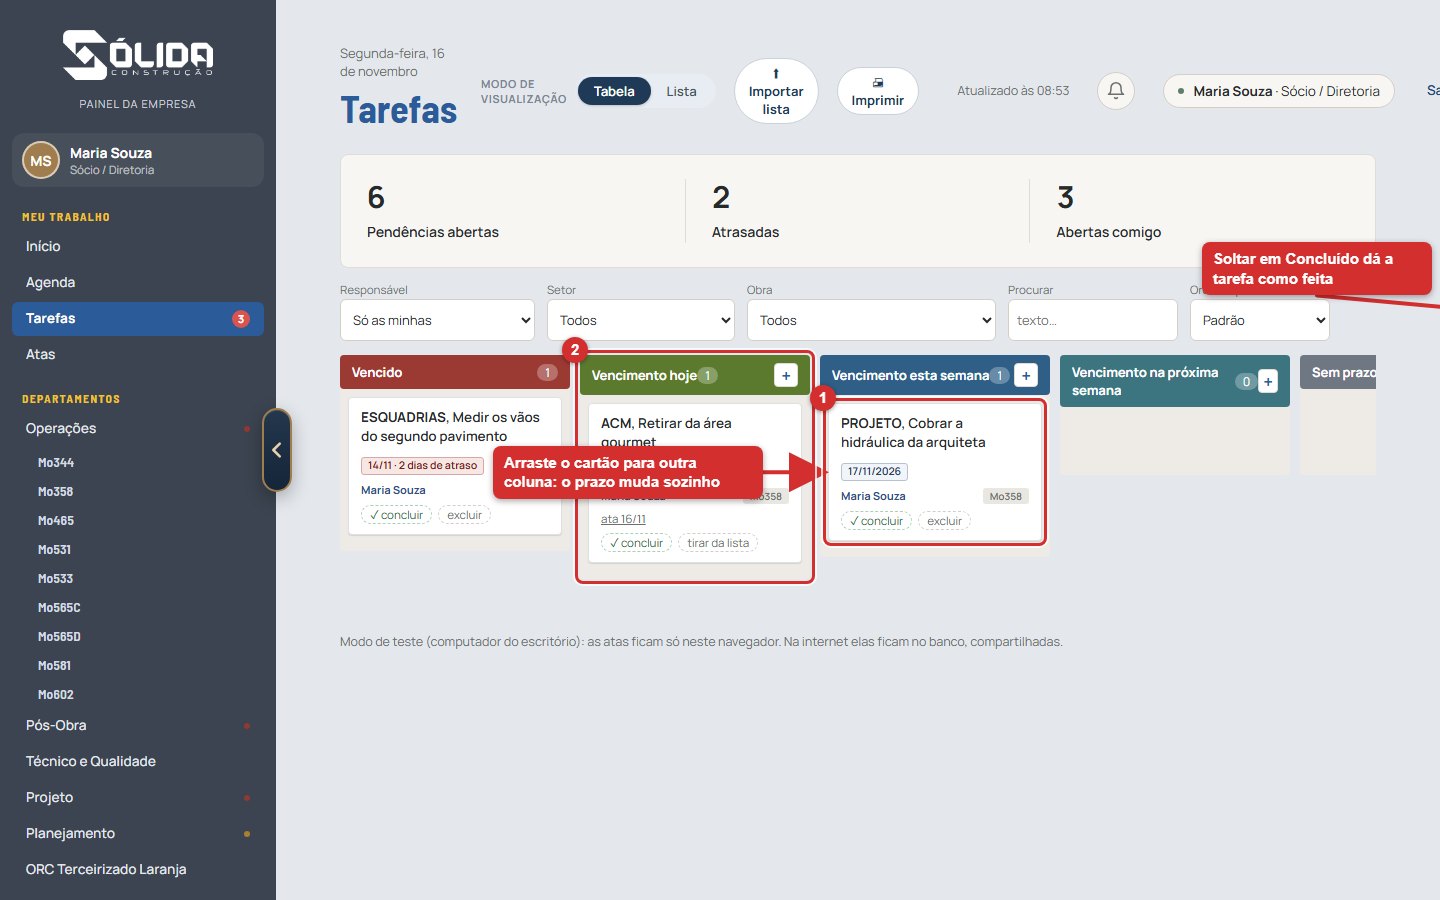 SÓLIDA
CONSTRUÇÃO
PAINEL DA EMPRESA
MS
Maria Souza
Sócio / Diretoria
MEU TRABALHO
Início
Agenda
Tarefas 3
Atas
DEPARTAMENTOS
Operações
Mo344
Mo358
Mo465
Mo531
Mo533
Mo565C
Mo565D
Mo581
Mo602
Pós-Obra
Técnico e Qualidade
Projeto
Planejamento
ORC Terceirizado Laranja
Segunda-feira, 16
de novembro
Tarefas
MODO DE
VISUALIZAÇÃO
Tabela
Lista
Importar
lista
Imprimir
Atualizado às 08:53
Maria Souza · Sócio / Diretoria
6
Pendências abertas
2
Atrasadas
3
Abertas comigo
Soltar em Concluído dá a
tarefa como feita
Responsável
Só as minhas
Setor
Todos
Obra
Todos
Procurar
texto...
Padrão
Vencido 1
ESQUADRIAS, Medir os vãos
do segundo pavimento
14/11 · 2 dias de atraso
Maria Souza
✓ concluir
excluir
2
Vencimento hoje 1 +
ACM, Retirar da área
gourmet
Arraste o cartão para outra
coluna: o prazo muda sozinho
ata 16/11
✓ concluir
tirar da lista
Vencimento esta semana 1 +
1
PROJETO, Cobrar a
hidráulica da arquiteta
17/11/2026
Maria Souza
Mo358
✓ concluir
excluir
Vencimento na próxima
semana 0 +
Sem prazo
Modo de teste (computador do escritório): as atas ficam só neste navegador. Na internet elas ficam no banco, compartilhadas.